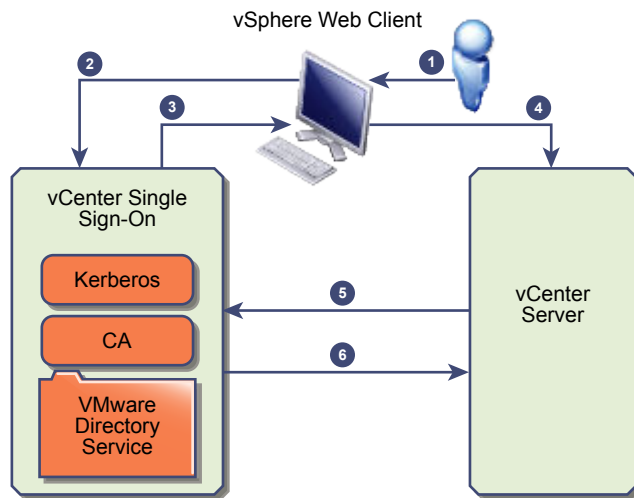 vSphere Web Client
1
2
3
4
vCenter Single
Sign-On
Kerberos
CA
VMware
Directory
Service
vCenter
Server
5
6